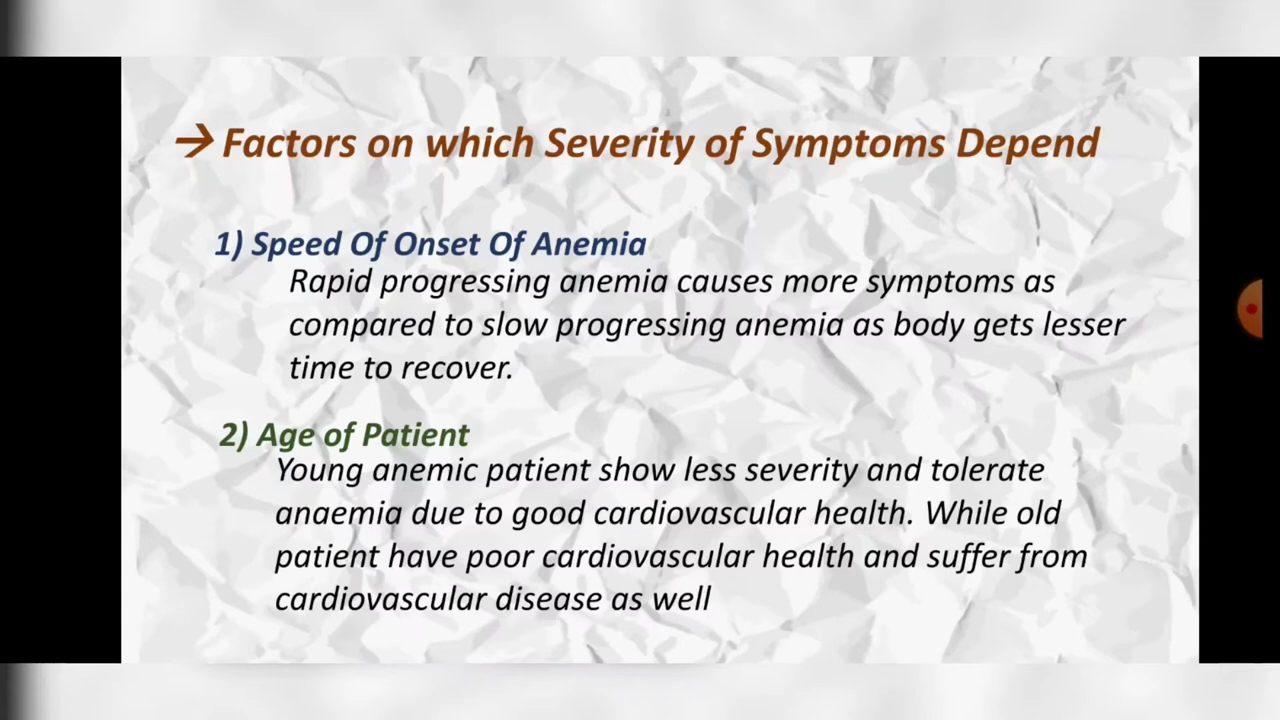 → Factors on which Severity of Symptoms Depend
1) Speed Of Onset Of Anemia
Rapid progressing anemia causes more symptoms as
compared to slow progressing anemia as body gets lesser
time to recover.
2) Age of Patient
Young anemic patient show less severity and tolerate
anaemia due to good cardiovascular health. While old
patient have poor cardiovascular health and suffer from
cardiovascular disease as well